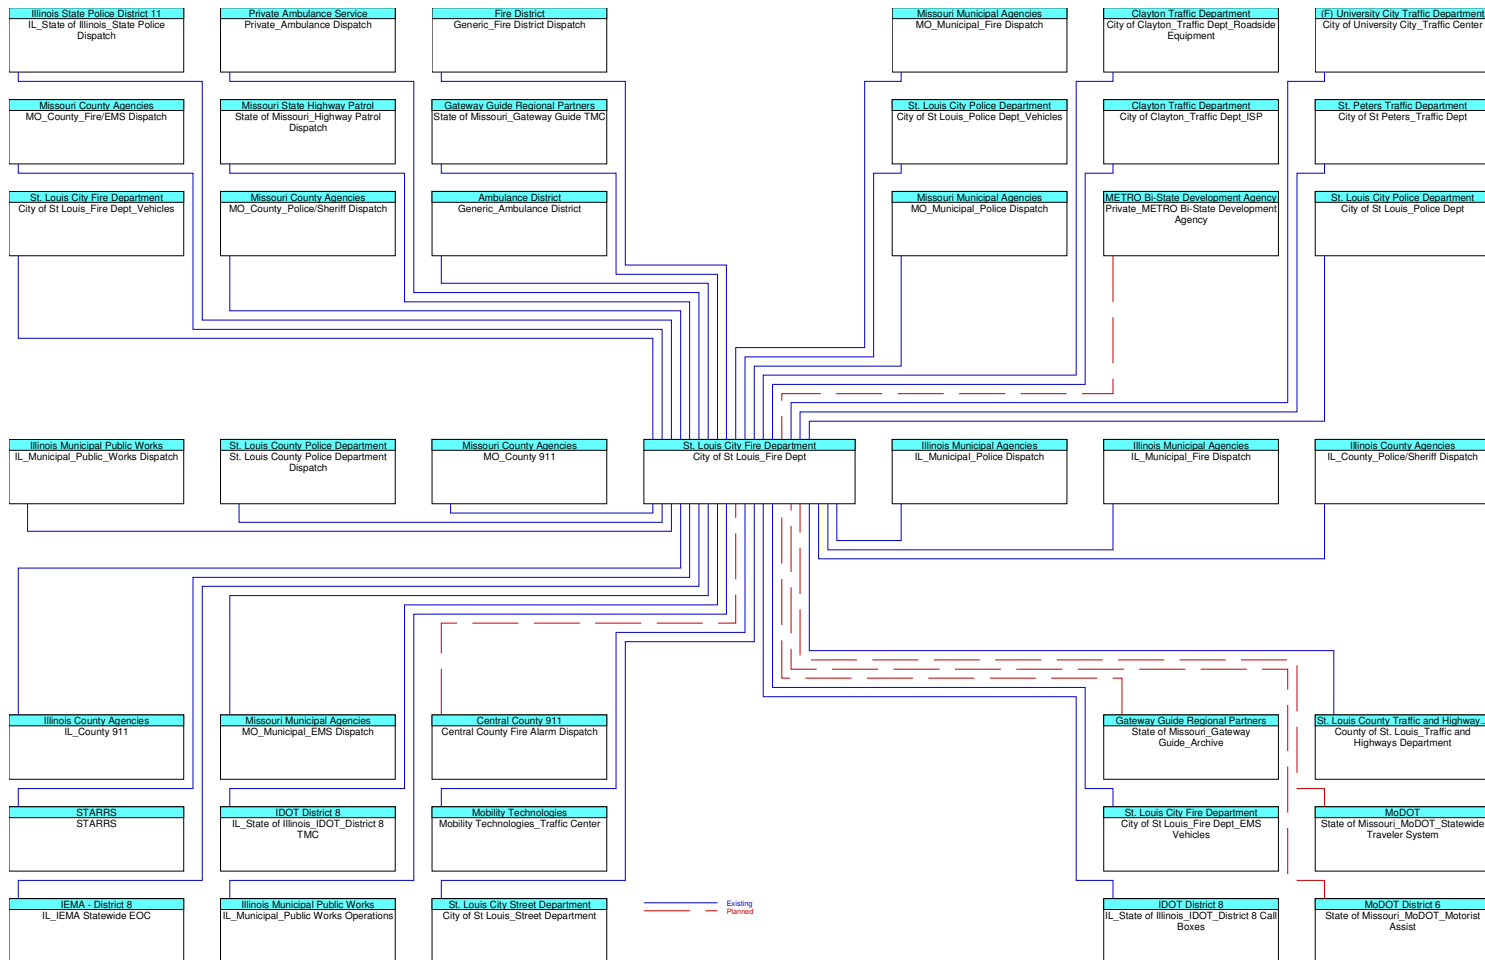 Illinois State Police District 11
IL_State of Illinois_State Police
Dispatch
Private Ambulance Service
Private_Ambulance Dispatch
Fire District
Generic_Fire District Dispatch
Missouri Municipal Agencies
MO_Municipal_Fire Dispatch
Clayton Traffic Department
City of Clayton_Traffic Dept_Roadside
Equipment
(F) University City Traffic Department
City of University City_Traffic Center
Missouri County Agencies
MO_County_Fire/EMS Dispatch
Missouri State Highway Patrol
State of Missouri_Highway Patrol
Dispatch
Gateway Guide Regional Partners
State of Missouri_Gateway Guide TMC
St. Louis City Police Department
City of St Louis_Police Dept_Vehicles
Clayton Traffic Department
City of Clayton_Traffic Dept_ISP
St. Peters Traffic Department
City of St Peters_Traffic Dept
St. Louis City Fire Department
City of St Louis_Fire Dept_Vehicles
Missouri County Agencies
MO_County_Police/Sheriff Dispatch
Ambulance District
Generic_Ambulance District
Missouri Municipal Agencies
MO_Municipal_Police Dispatch
METRO Bi-State Development Agency
Private_METRO Bi-State Development
Agency
St. Louis City Police Department
City of St Louis_Police Dept
Illinois Municipal Public Works
IL_Municipal_Public_Works Dispatch
St. Louis County Police Department
St. Louis County Police Department
Dispatch
Missouri County Agencies
MO_County 911
St. Louis City Fire Department
City of St Louis_Fire Dept
Illinois Municipal Agencies
IL_Municipal_Police Dispatch
Illinois Municipal Agencies
IL_Municipal_Fire Dispatch
Illinois County Agencies
IL_County_Police/Sheriff Dispatch
Illinois County Agencies
IL_County 911
Missouri Municipal Agencies
MO_Municipal_EMS Dispatch
Central County 911
Central County Fire Alarm Dispatch
Gateway Guide Regional Partners
State of Missouri_Gateway
Guide_Archive
St. Louis County Traffic and Highway...
County of St. Louis_Traffic and
Highways Department
STARRS
STARRS
IDOT District 8
IL_State of Illinois_IDOT_District 8
TMC
Mobility Technologies
Mobility Technologies_Traffic Center
St. Louis City Fire Department
City of St Louis_Fire Dept_EMS
Vehicles
MoDOT
State of Missouri_MoDOT_Statewide
Traveler System
IEMA - District 8
IL_IEMA Statewide EOC
Illinois Municipal Public Works
IL_Municipal_Public Works Operations
St. Louis City Street Department
City of St Louis_Street Department
Existing
Planned
IDOT District 8
IL_State of Illinois_IDOT_District 8 Call
Boxes
MoDOT District 6
State of Missouri_MoDOT_Motorist
Assist